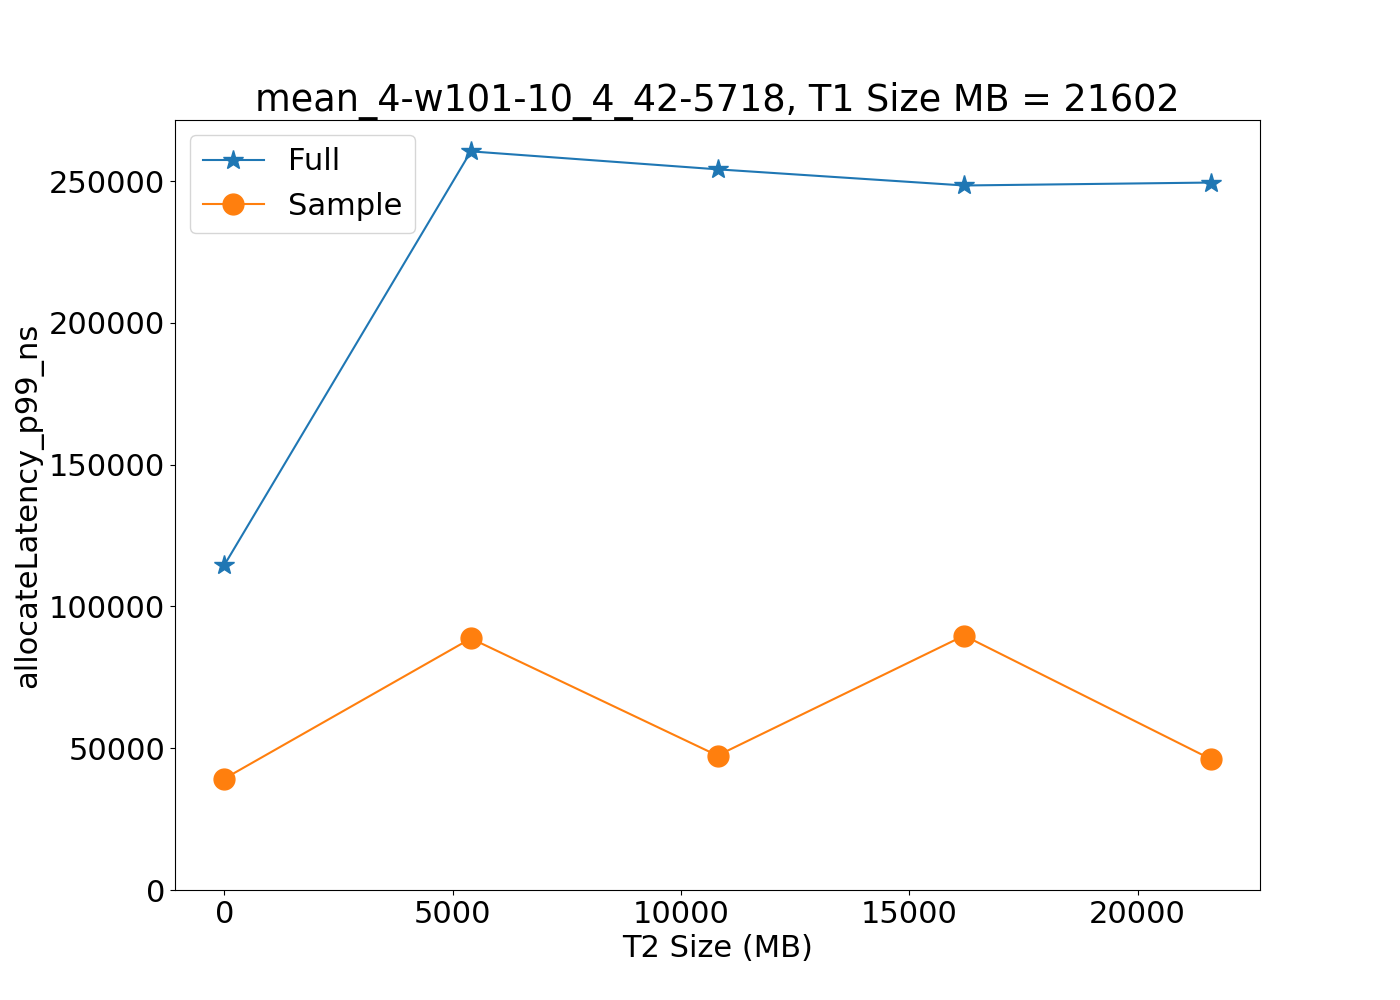 mean_4-w101-10_4_42-5718, T1 Size MB = 21602
Full
Sample
250000
200000
150000
100000
50000
0
allocateLatency_p99_ns
0 5000 10000 15000 20000
T2 Size (MB)